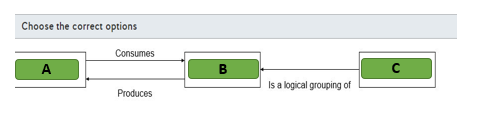 Choose the correct options
Consumes
A
B
C
Is a logical grouping of
Produces